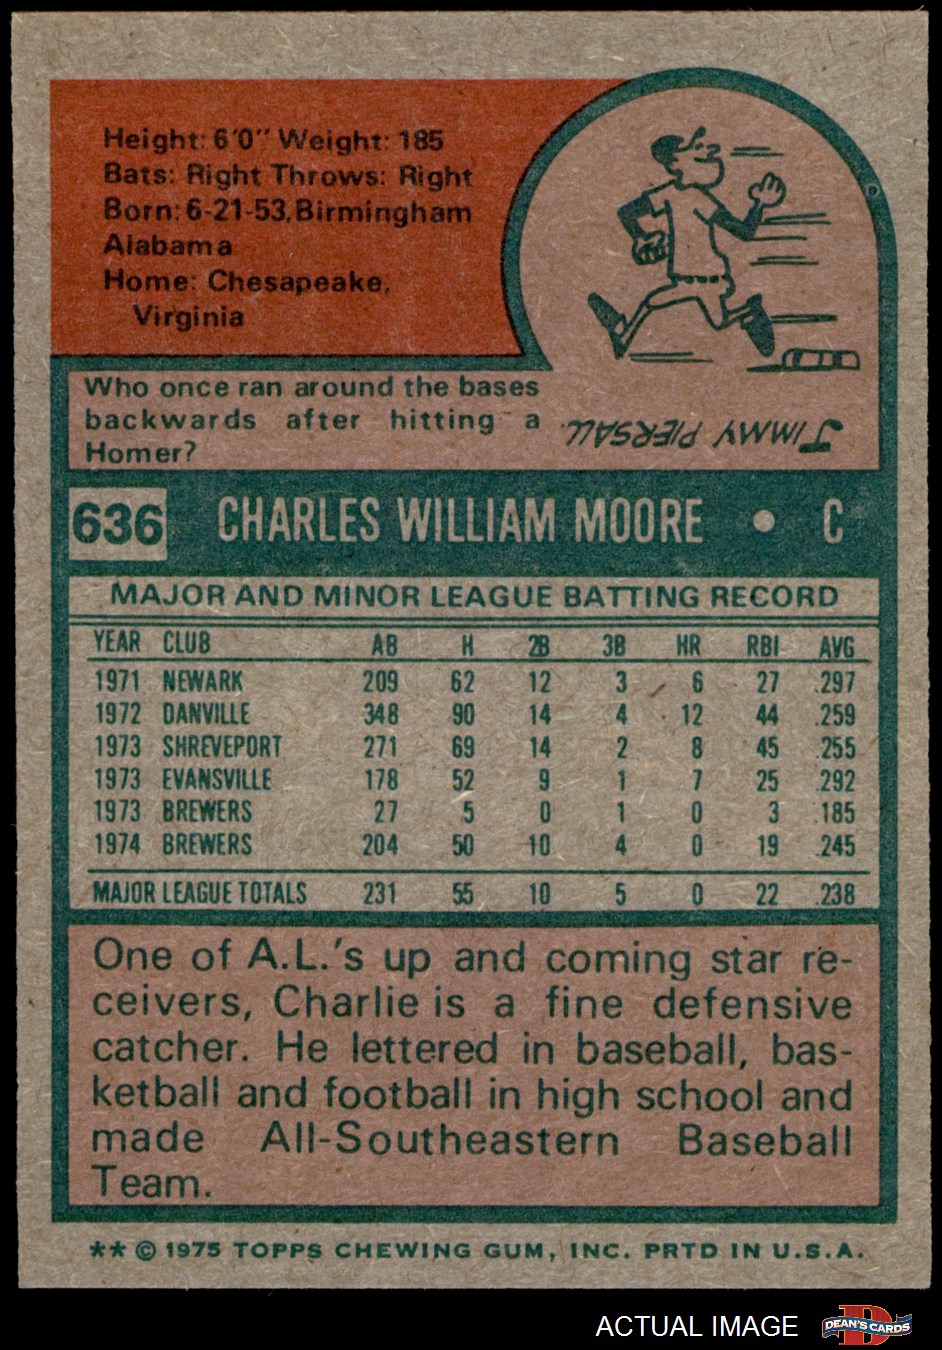 Height: 6'0" Weight: 185
Bats: Right Throws: Right
Born: 6-21-53, Birmingham
Alabama
Home: Chesapeake,
Virginia
Who once ran around the bases
backwards after hitting a
Homer?
JIMMY PIERSALL.
636 CHARLES WILLIAM MOORE • C
MAJOR AND MINOR LEAGUE BATTING RECORD
YEAR CLUB AB H 2B 3B HR RBI AVG
1971 NEWARK 209 62 12 3 6 27 .297
1972 DANVILLE 348 90 14 4 12 44 .259
1973 SHREVEPORT 271 69 14 2 8 45 .255
1973 EVANSVILLE 178 52 9 1 7 25 .292
1973 BREWERS 27 5 0 1 0 3 .185
1974 BREWERS 204 50 10 4 0 19 .245
MAJOR LEAGUE TOTALS 231 55 10 5 0 22 .238
One of A.L.'s up and coming star re-
ceivers, Charlie is a fine defensive
catcher. He lettered in baseball, bas-
ketball and football in high school and
made All-Southeastern Baseball
Team.
** © 1975 TOPPS CHEWING GUM, INC. PRTD IN U.S.A.
ACTUAL IMAGE
D
DEAN'S CARDS